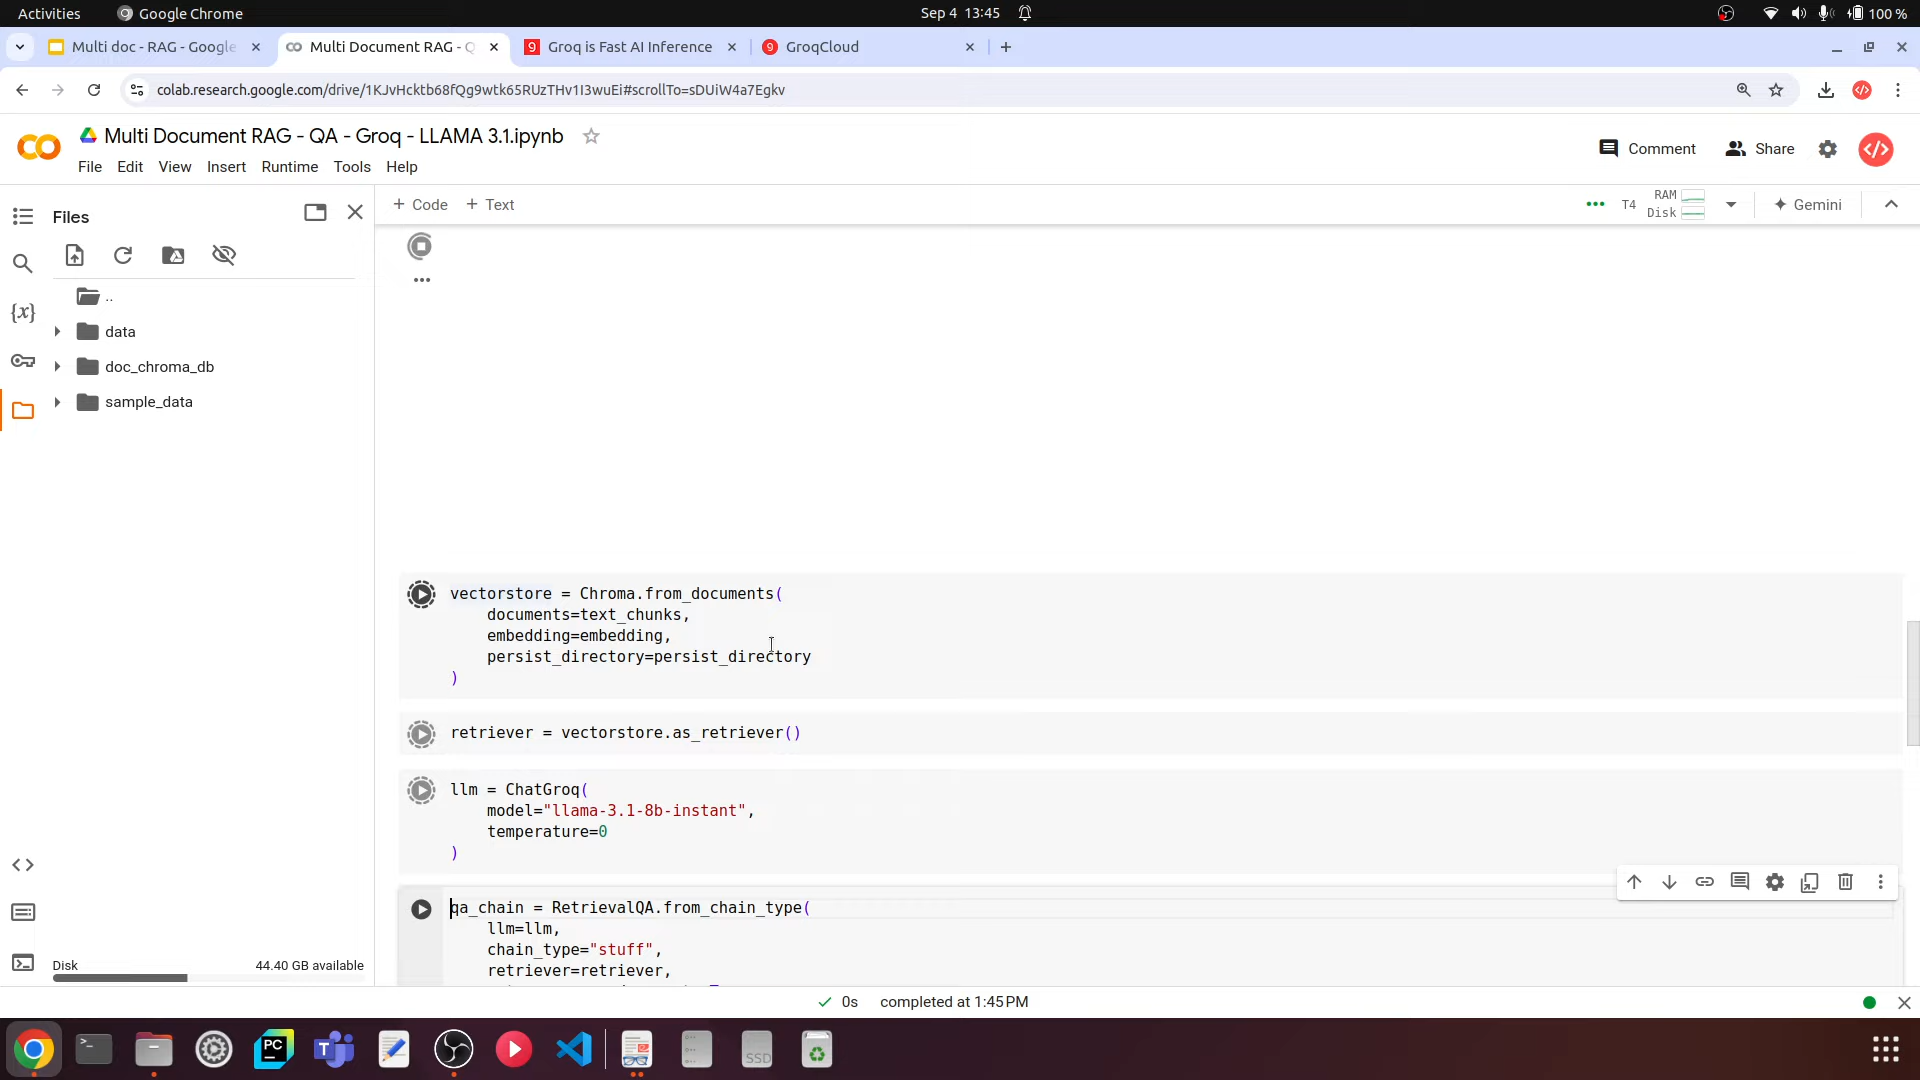 Activities
Google Chrome
Sep 4 13:45
100 %
Multi doc - RAG - Google
Multi Document RAG - Q
Groq is Fast AI Inference
GroqCloud
colab.research.google.com/drive/1KJvHcktb68fQg9wtk65RUzTHv1I3wuEi#scrollTo=sDUiW4a7Egkv
Multi Document RAG - QA - Groq - LLAMA 3.1.ipynb
File Edit View Insert Runtime Tools Help
Comment
Share
Files
+ Code + Text
T4
RAM
Disk
Gemini
..
data
doc_chroma_db
sample_data
vectorstore = Chroma.from_documents(
documents=text_chunks,
embedding=embedding,
persist_directory=persist_directory
)
retriever = vectorstore.as_retriever()
llm = ChatGroq(
model="llama-3.1-8b-instant",
temperature=0
)
qa_chain = RetrievalQA.from_chain_type(
llm=llm,
chain_type="stuff",
retriever=retriever,
Disk
44.40 GB available
0s completed at 1:45 PM
PC
SSD